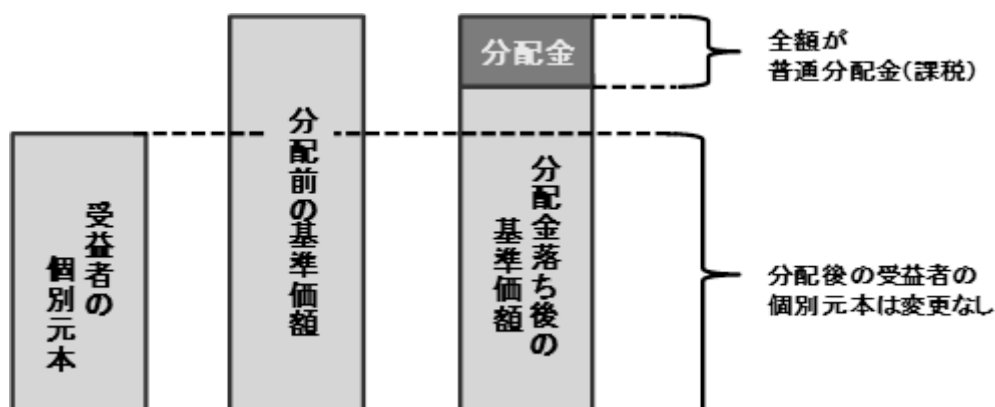 受益者の
個別元本
分配前の基準価額
分配金
分配金落ち後の
基準価額
全額が
普通分配金(課税)
分配後の受益者の
個別元本は変更なし